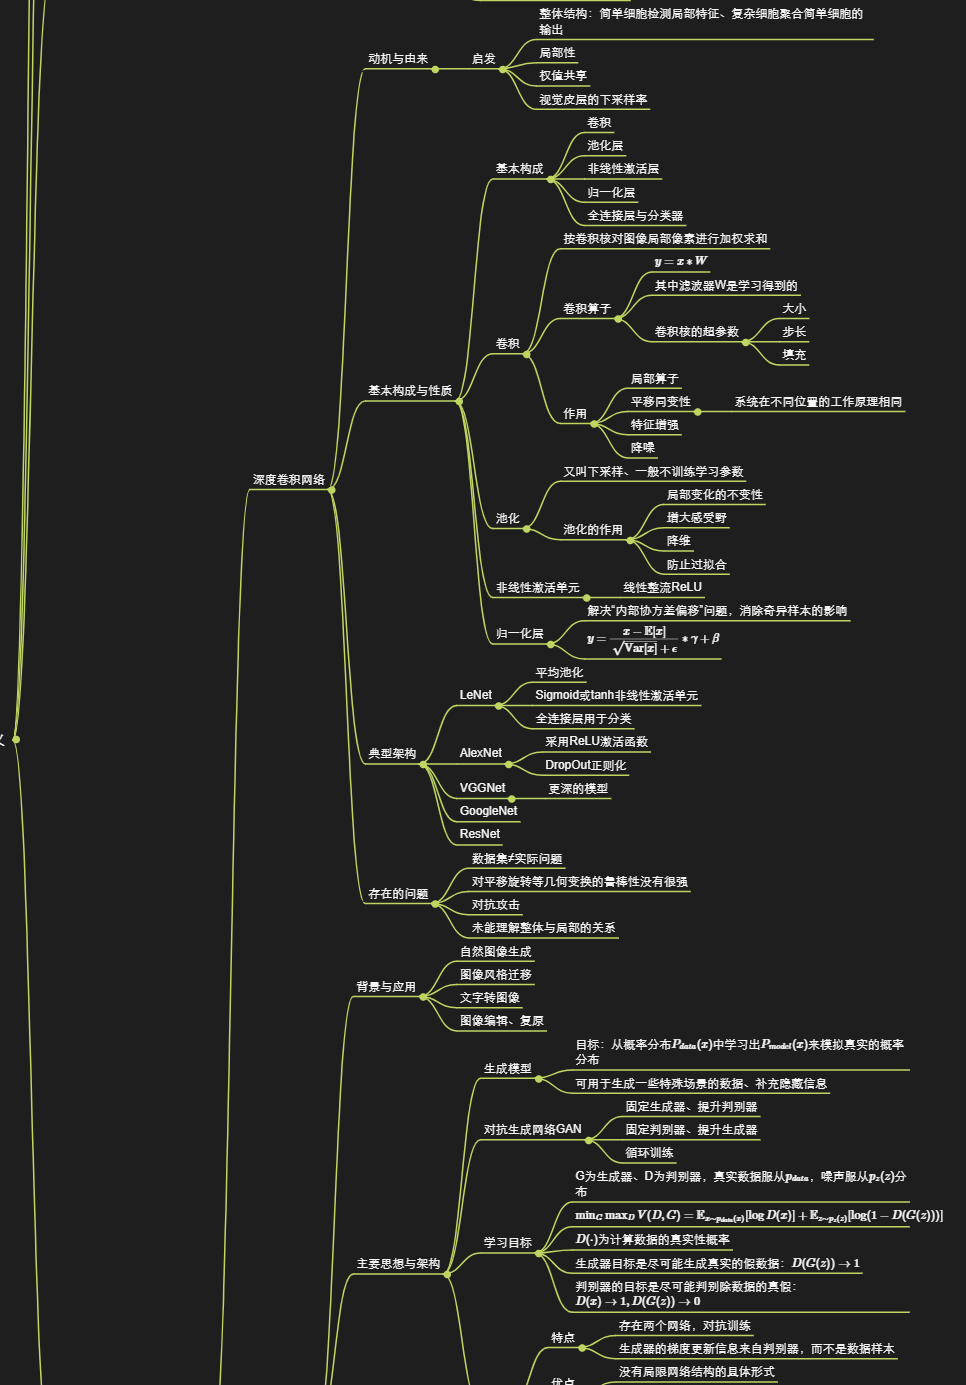 整体结构：简单细胞检测局部特征、复杂细胞聚合简单细胞的
输出
动机与由来
启发
局部性
权值共享
视觉皮层的下采样率
卷积
池化层
基本构成
非线性激活层
归一化层
全连接层与分类器
按卷积核对图像局部像素进行加权求和
y = x * W
其中滤波器W是学习得到的
卷积算子
大小
卷积核的超参数
步长
卷积
填充
局部算子
基本构成与性质
平移同变性
系统在不同位置的工作原理相同
作用
特征增强
降噪
又叫下采样、一般不训练学习参数
深度卷积网络
局部变化的不变性
池化
增大感受野
池化的作用
降维
防止过拟合
非线性激活单元
线性整流ReLU
解决“内部协方差偏移”问题，消除奇异样本的影响
归一化层
y = \frac{x − 𝔼[x]}{\sqrt{Var[x] + ϵ}} * γ + β
平均池化
LeNet
Sigmoid或tanh非线性激活单元
全连接层用于分类
采用ReLU激活函数
典型架构
AlexNet
DropOut正则化
VGGNet
更深的模型
GoogleNet
ResNet
数据集≠实际问题
对平移旋转等几何变换的鲁棒性没有很强
存在的问题
对抗攻击
未能理解整体与局部的关系
自然图像生成
图像风格迁移
背景与应用
文字转图像
图像编辑、复原
目标：从概率分布P_{data}(x)中学习出P_{model}(x)来模拟真实的概率
分布
生成模型
可用于生成一些特殊场景的数据、补充隐藏信息
固定生成器、提升判别器
对抗生成网络GAN
固定判别器、提升生成器
循环训练
G为生成器、D为判别器，真实数据服从p_{data}，噪声服从p_z(z)分
布
min_G max_D V(D, G) = 𝔼_{x∼p_{data}(x)}[log D(x)] + 𝔼_{z∼p_z(z)}[log(1 − D(G(z)))]
学习目标
D(·)为计算数据的真实性概率
生成器目标是尽可能生成真实的假数据：D(G(z)) → 1
主要思想与架构
判别器的目标是尽可能判别除数据的真假：
D(x) → 1, D(G(z)) → 0
存在两个网络，对抗训练
特点
生成器的梯度更新信息来自判别器，而不是数据样本
没有局限网络结构的具体形式
优点